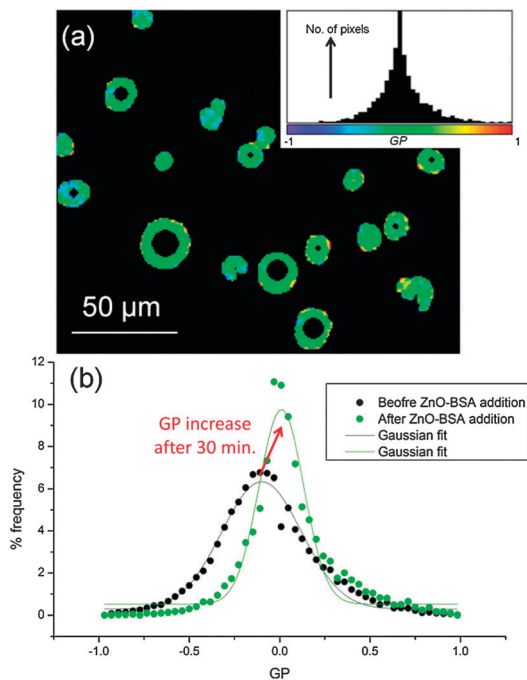 (a)
No. of pixels
-1
GP
1
50 µm
(b)
12
10
8
6
4
2
0
% frequency
GP increase
after 30 min.
Beofre ZnO-BSA addition
After ZnO-BSA addition
Gaussian fit
Gaussian fit
-1.0
-0.5
0.0
0.5
1.0
GP